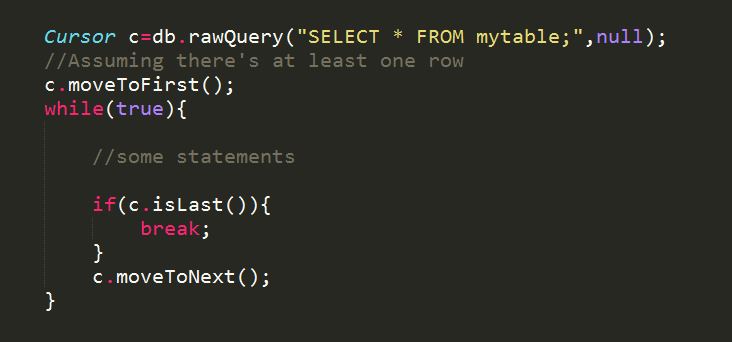 Cursor c=db.rawQuery("SELECT * FROM mytable;",null);
//Assuming there's at least one row
c.moveToFirst();
while(true){
//some statements
if(c.isLast()){
break;
}
c.moveToNext();
}